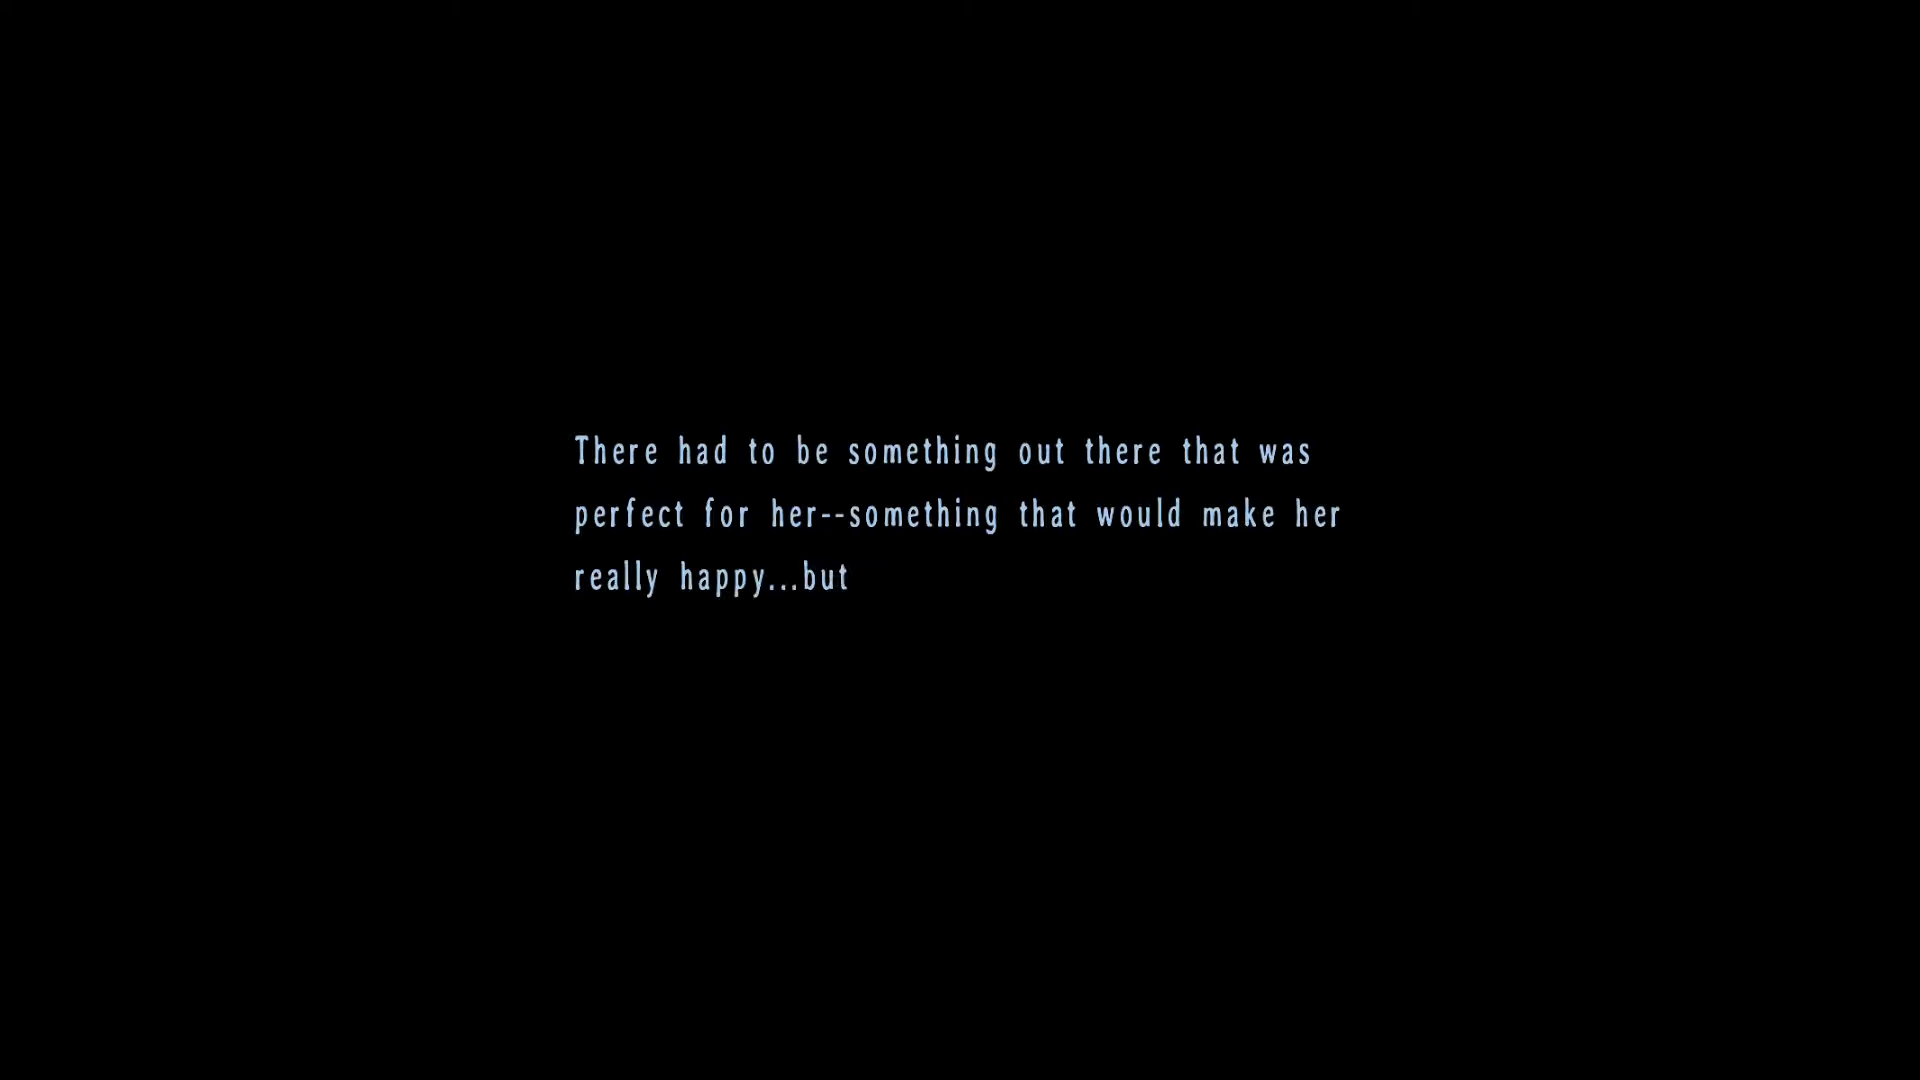 There had to be something out there that was
perfect for her--something that would make her
really happy...but